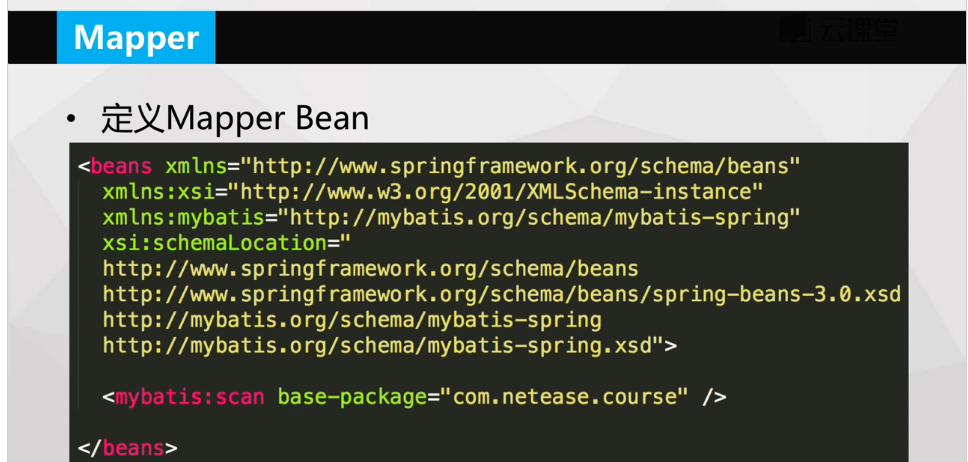 Mapper
云课堂
• 定义Mapper Bean
<beans xmlns="http://www.springframework.org/schema/beans"
xmlns:xsi="http://www.w3.org/2001/XMLSchema-instance"
xmlns:mybatis="http://mybatis.org/schema/mybatis-spring"
xsi:schemaLocation="
http://www.springframework.org/schema/beans
http://www.springframework.org/schema/beans/spring-beans-3.0.xsd
http://mybatis.org/schema/mybatis-spring
http://mybatis.org/schema/mybatis-spring.xsd">
<mybatis:scan base-package="com.netease.course" />
</beans>